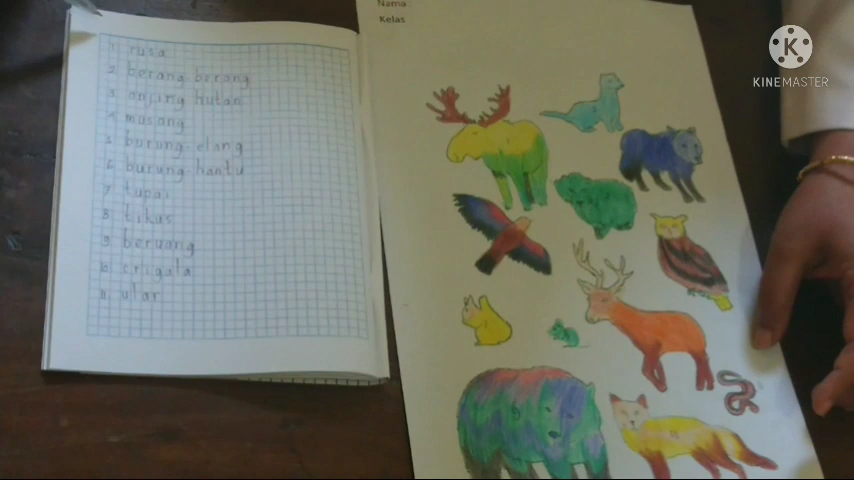 1. rusa
2. berang-berang
3. anjing hutan
4. musang
5. burung-elang
6. burung-hantu
7. tupai
8. tikus
9. beruang
10. crigala
11. ular
Nama:
Kelas
KINEMASTER